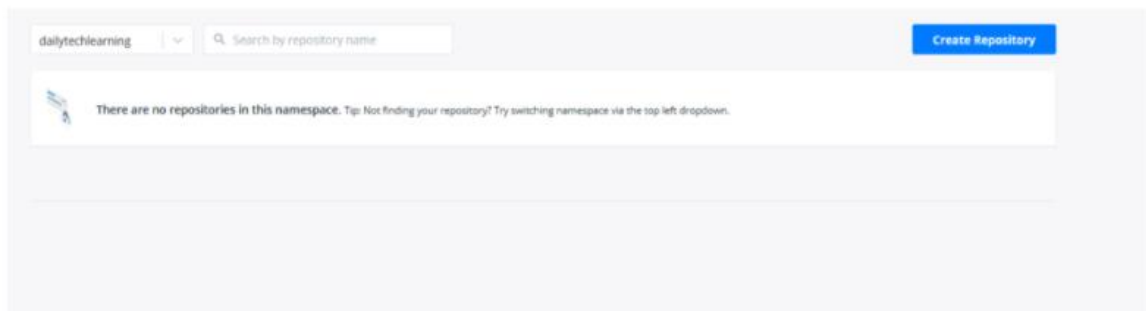 dailytechlearning
Search by repository name
Create Repository
There are no repositories in this namespace. Tip: Not finding your repository? Try switching namespace via the top left dropdown.